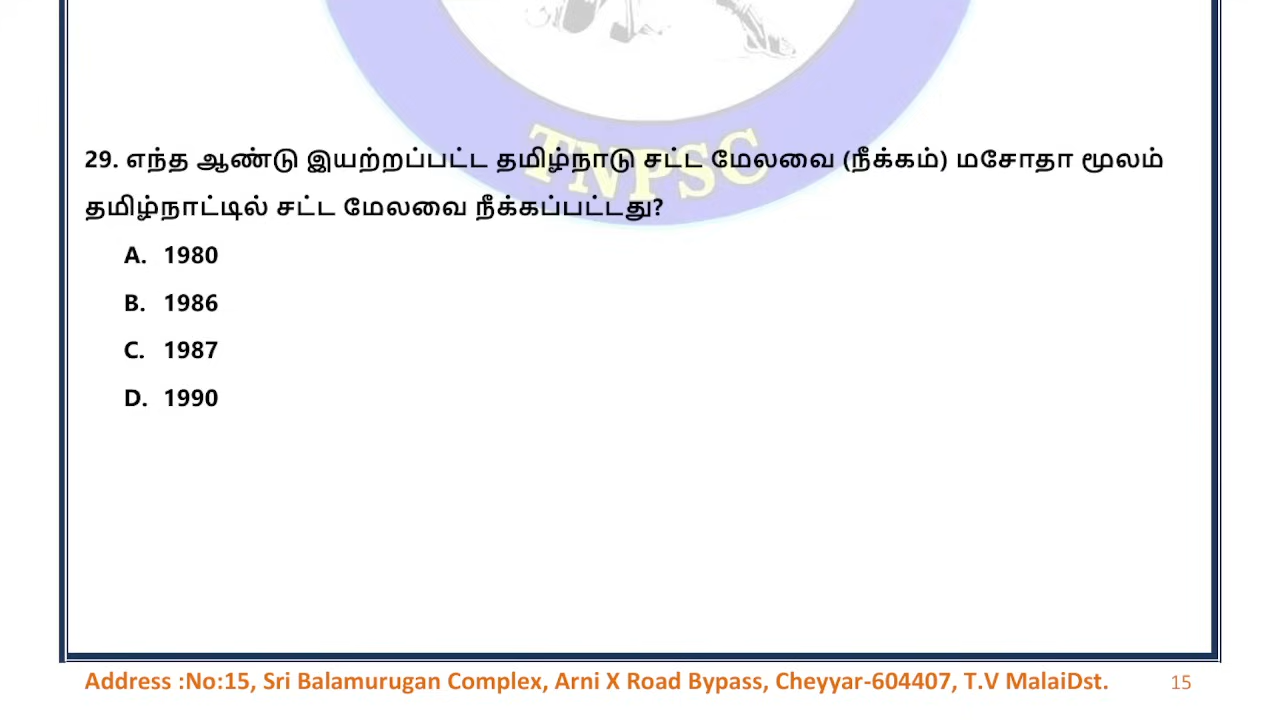 TNPSC
29. எந்த ஆண்டு இயற்றப்பட்ட தமிழ்நாடு சட்ட மேலவை (நீக்கம்) மசோதா மூலம்
தமிழ்நாட்டில் சட்ட மேலவை நீக்கப்பட்டது?
A. 1980
B. 1986
C. 1987
D. 1990
Address :No:15, Sri Balamurugan Complex, Arni X Road Bypass, Cheyyar-604407, T.V MalaiDst. 15